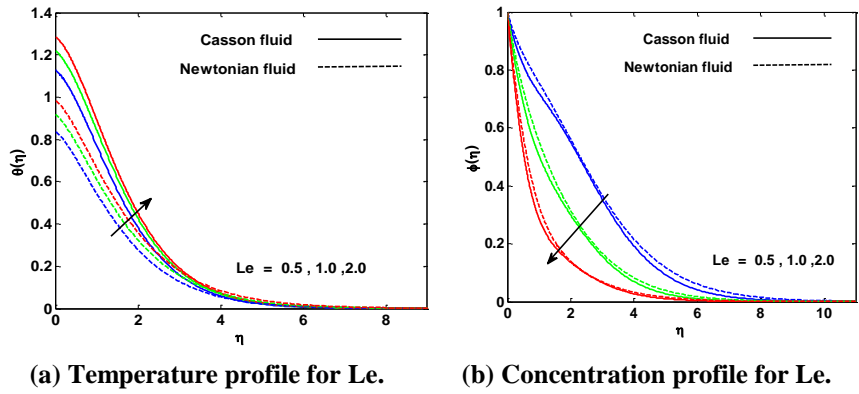 1.4
1.2
1
0.8
0.6
0.4
0.2
0
0 2 4 6 8
θ(η)
η
Casson fluid
Newtonian fluid
Le = 0.5 , 1.0 ,2.0
(a) Temperature profile for Le.
1
0.8
0.6
0.4
0.2
0
0 2 4 6 8 10
ϕ(η)
η
Casson fluid
Newtonian fluid
Le = 0.5 , 1.0 ,2.0
(b) Concentration profile for Le.